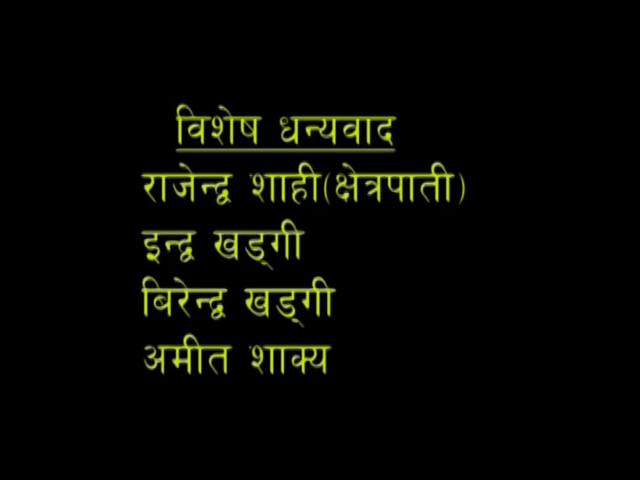 विशेष धन्यवाद
राजेन्द्र शाही(क्षेत्रपाती)
इन्द्र खड्गी
बिरेन्द्र खड्गी
अमीत शाक्य